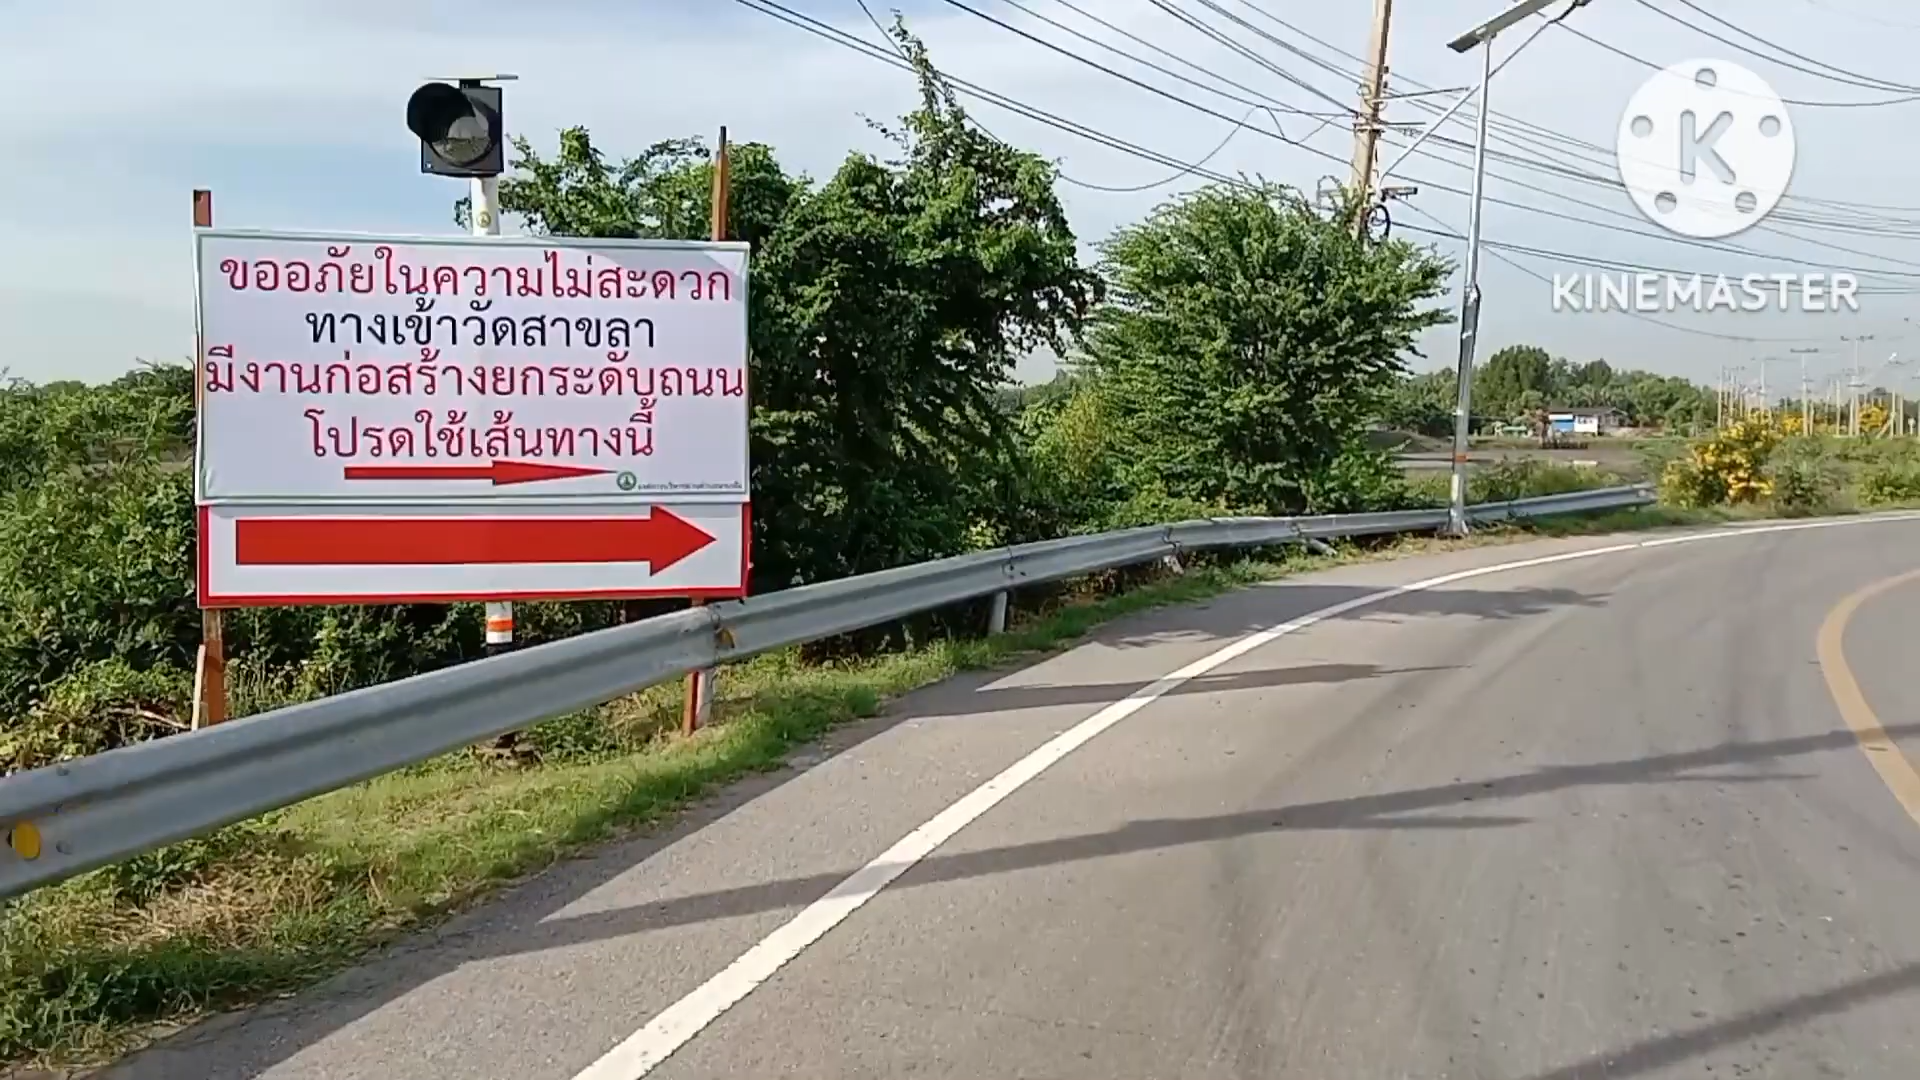 ขออภัยในความไม่สะดวก
ทางเข้าวัดสาขลา
มีงานก่อสร้างยกระดับถนน
โปรดใช้เส้นทางนี้
K
KINEMASTER